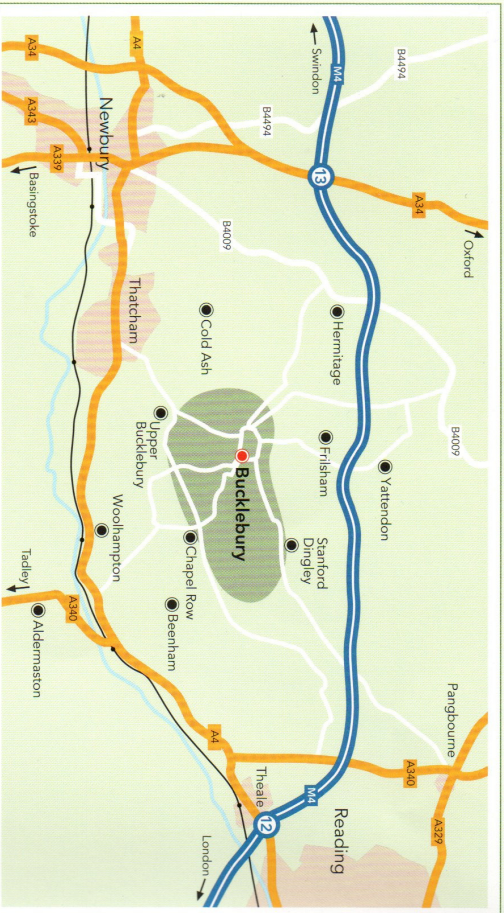 B4494
A34
Oxford
M4
Swindon
13
B4494
B4009
B4009
A4
A34
Newbury
A343
A339
Basingstoke
Hermitage
Cold Ash
Thatcham
Yattendon
Frilsham
Bucklebury
Upper
Bucklebury
Stanford
Dingley
Chapel Row
Woolhampton
Beenham
A340
Tadley
Aldermaston
Pangbourne
A340
A329
A4
Theale
M4
12
Reading
London